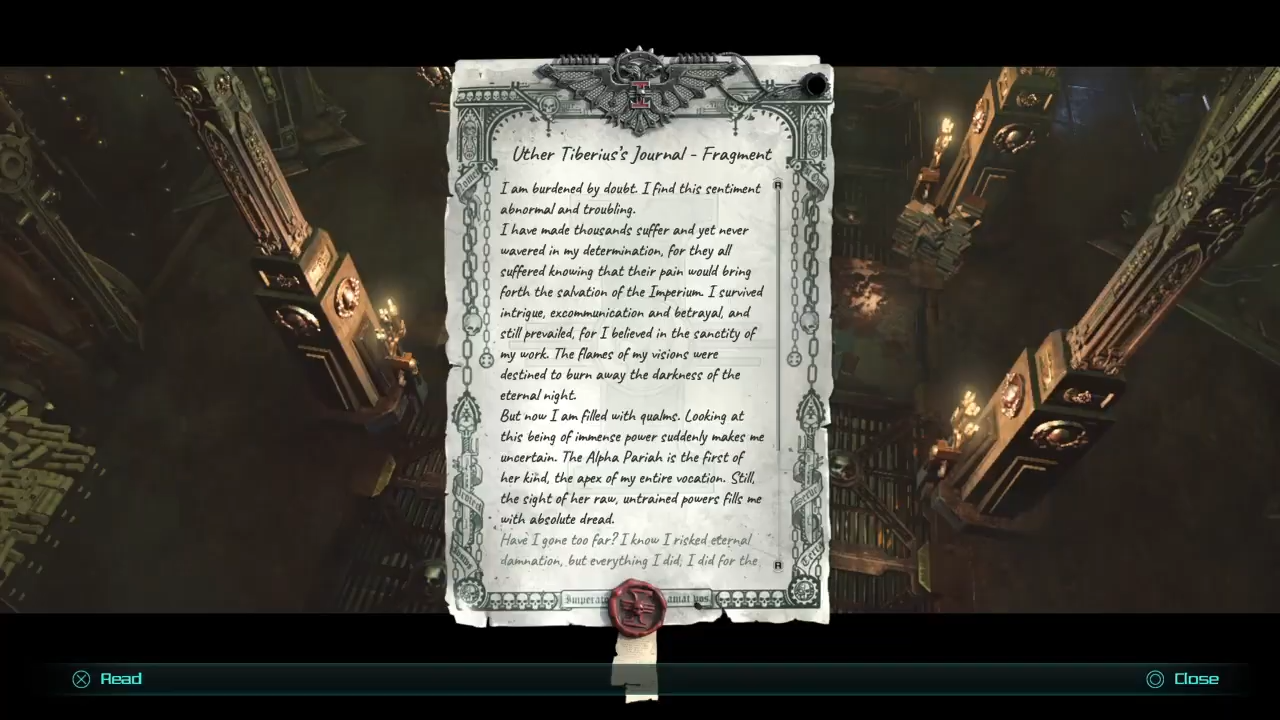 Uther Tiberius's Journal - Fragment
I am burdened by doubt. I find this sentiment
abnormal and troubling.
I have made thousands suffer and yet never
wavered in my determination, for they all
suffered knowing that their pain would bring
forth the salvation of the Imperium. I survived
intrigue, excommunication and betrayal, and
still prevailed, for I believed in the sanctity of
my work. The flames of my visions were
destined to burn away the darkness of the
eternal night.
But now I am filled with qualms. Looking at
this being of immense power suddenly makes me
uncertain. The Alpha Pariah is the first of
her kind, the apex of my entire vocation. Still,
the sight of her raw, untrained powers fills me
with absolute dread.
Have I gone too far? I know I risked eternal
damnation, but everything I did, I did for the
amat vos
Read
Close